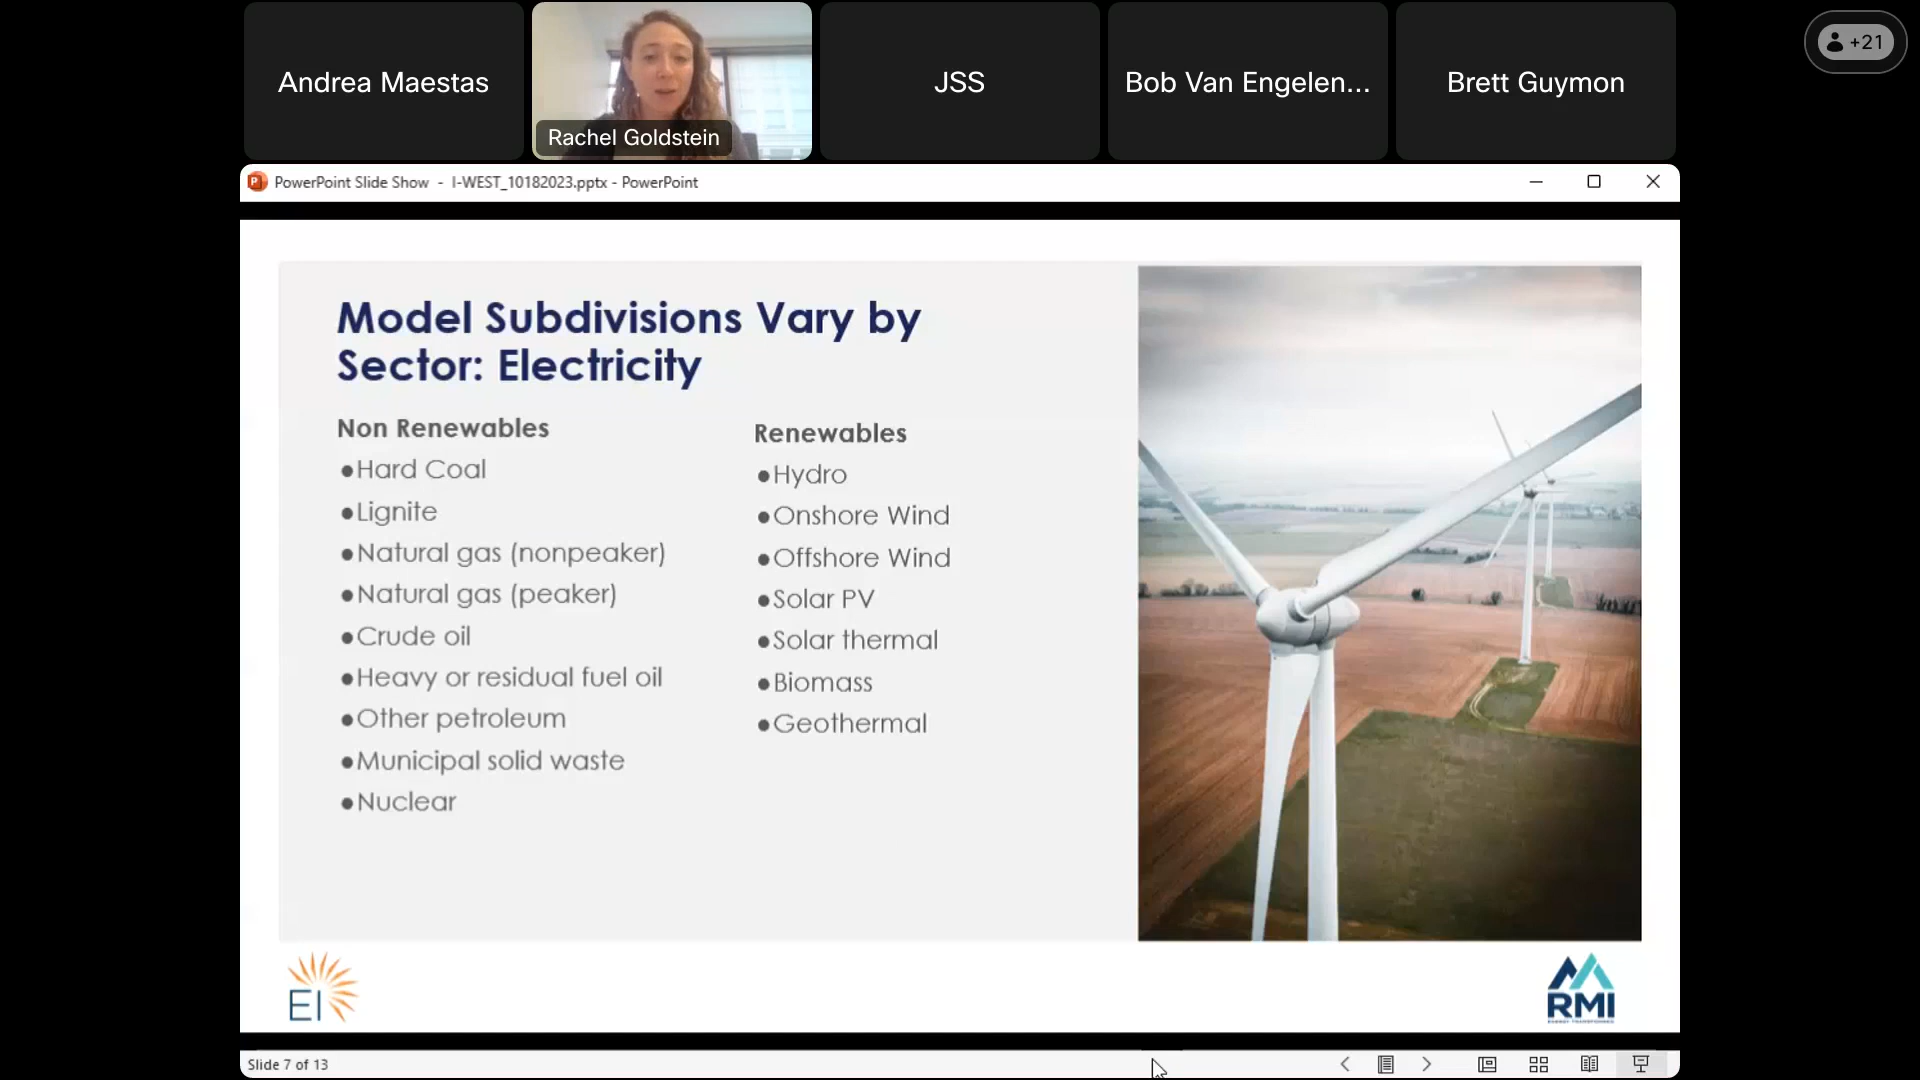 Andrea Maestas
Rachel Goldstein
JSS
Bob Van Engelen...
Brett Guymon
+21
PowerPoint Slide Show - I-WEST_10182023.pptx - PowerPoint
Model Subdivisions Vary by
Sector: Electricity
Non Renewables
●Hard Coal
●Lignite
●Natural gas (nonpeaker)
●Natural gas (peaker)
●Crude oil
●Heavy or residual fuel oil
●Other petroleum
●Municipal solid waste
●Nuclear
Renewables
●Hydro
●Onshore Wind
●Offshore Wind
●Solar PV
●Solar thermal
●Biomass
●Geothermal
EI
RMI
Slide 7 of 13